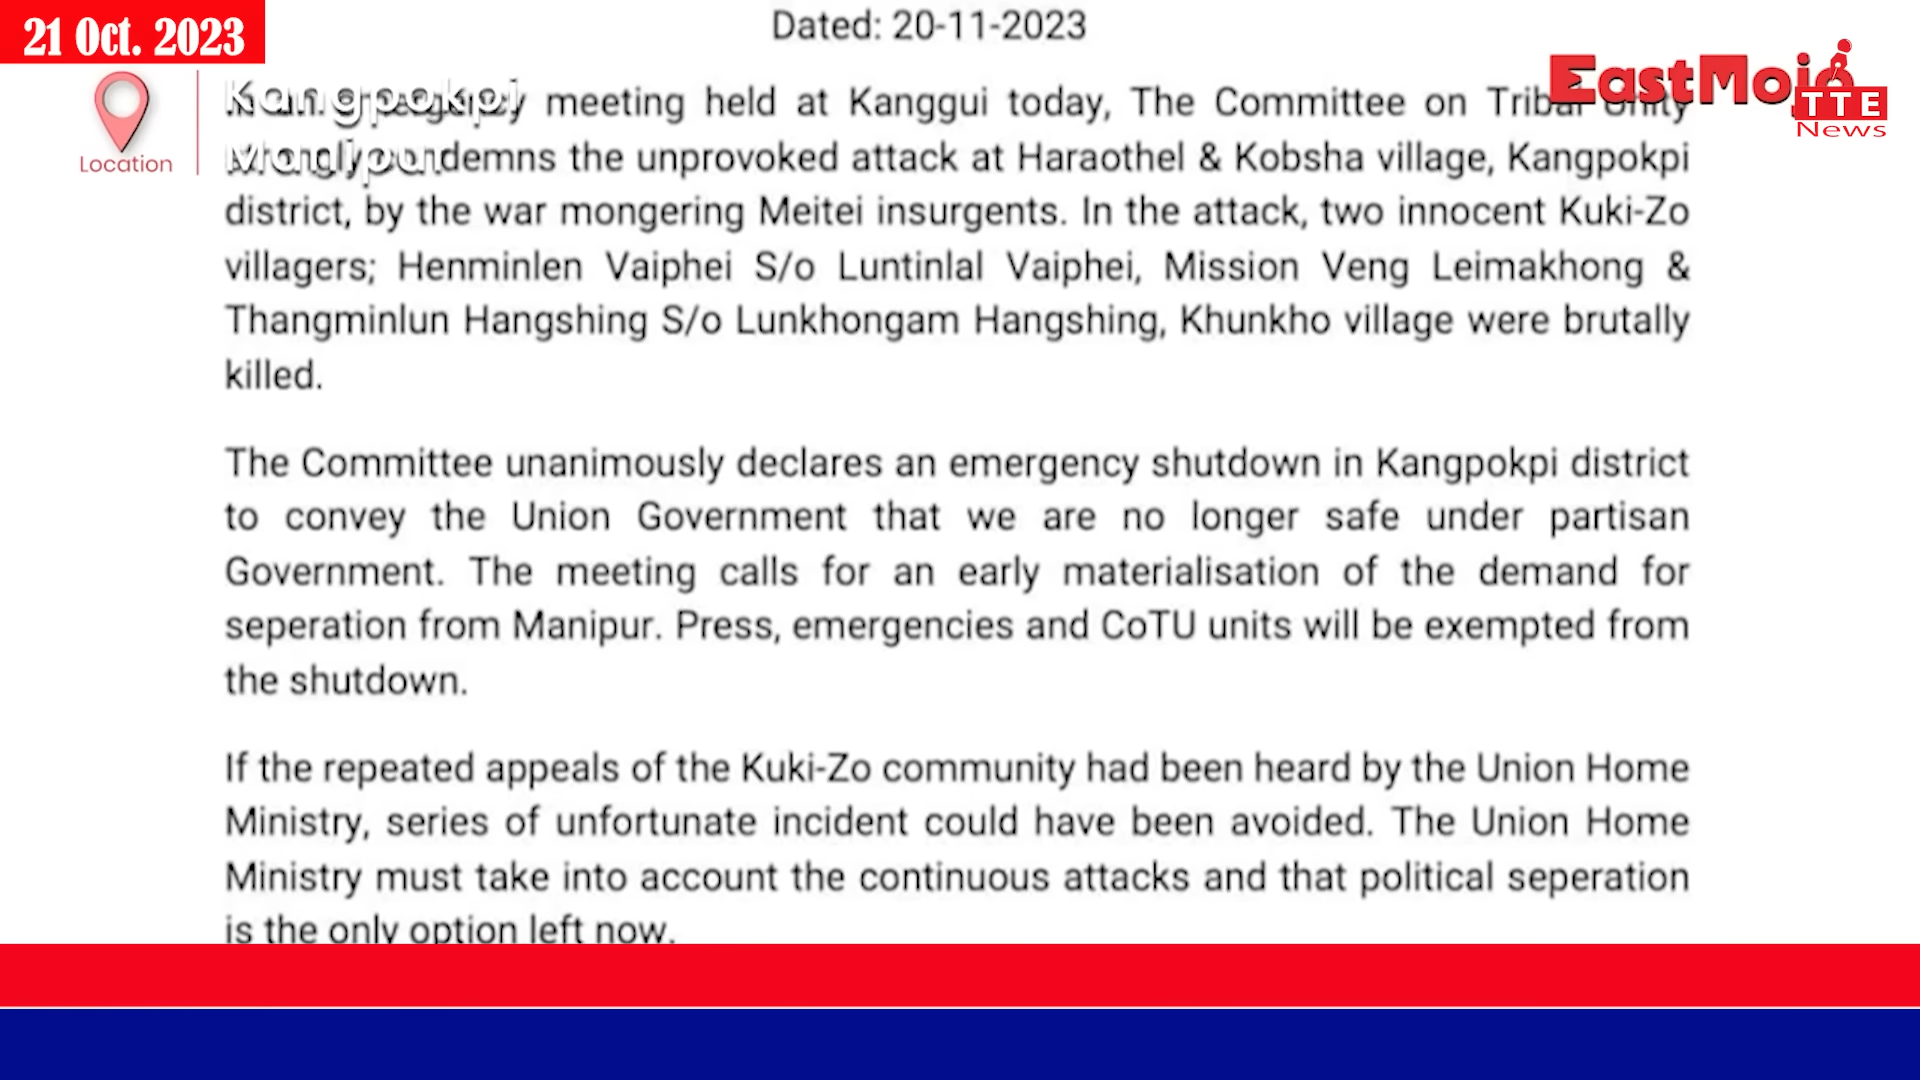 21 Oct. 2023
Dated: 20-11-2023
EastMojo
TTE
News
Location
Kangpokpi
Manipur
meeting held at Kanggui today, The Committee on Tribal Unity
condemns the unprovoked attack at Haraothel & Kobsha village, Kangpokpi
district, by the war mongering Meitei insurgents. In the attack, two innocent Kuki-Zo
villagers; Henminlen Vaiphei S/o Luntinlal Vaiphei, Mission Veng Leimakhong &
Thangminlun Hangshing S/o Lunkhongam Hangshing, Khunkho village were brutally
killed.
The Committee unanimously declares an emergency shutdown in Kangpokpi district
to convey the Union Government that we are no longer safe under partisan
Government. The meeting calls for an early materialisation of the demand for
seperation from Manipur. Press, emergencies and CoTU units will be exempted from
the shutdown.
If the repeated appeals of the Kuki-Zo community had been heard by the Union Home
Ministry, series of unfortunate incident could have been avoided. The Union Home
Ministry must take into account the continuous attacks and that political seperation
is the only option left now.